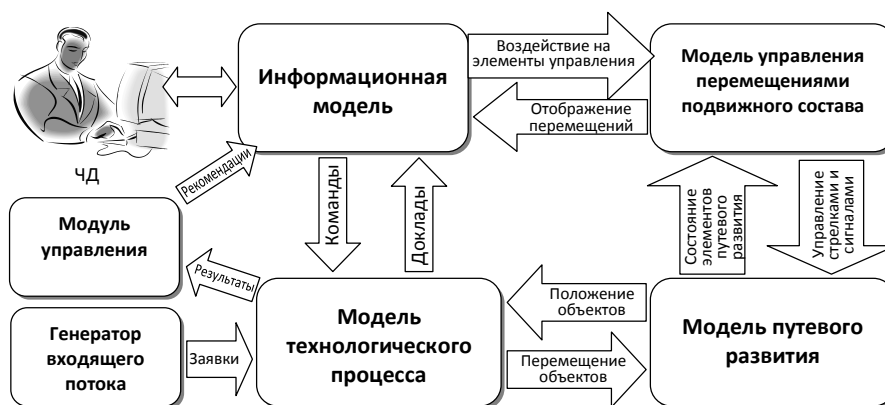 Воздействие на
элементы управления
Информационная
модель
Модель управления
перемещениями
подвижного состава
Отображение
перемещений
ЧД
Рекомендации
Команды
Доклады
Состояние
элементов
путевого
развития
Управление
стрелками и
сигналами
Модуль
управления
Результаты
Генератор
входящего
потока
Заявки
Модель
технологического
процесса
Положение
объектов
Перемещение
объектов
Модель путевого
развития